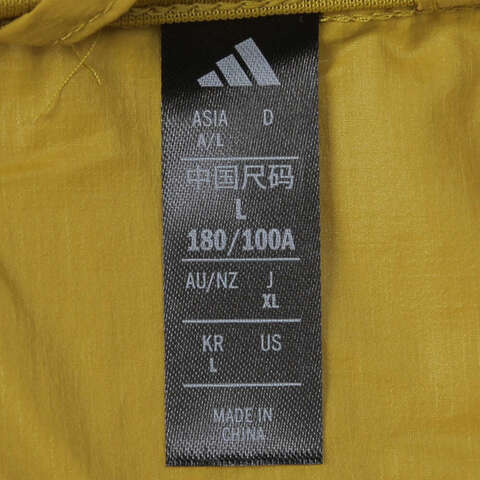 ASIA D
A/L
中国尺码
L
180/100A
AU/NZ J
XL
KR US
L
MADE IN
CHINA